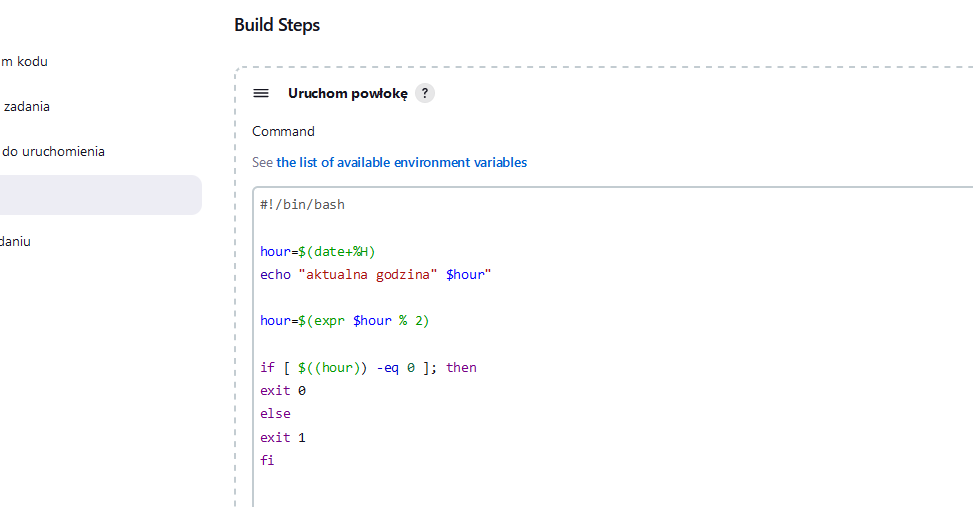 Build Steps
m kodu
zadania
do uruchomienia
daniu
Uruchom powłokę ?
Command
See the list of available environment variables
#!/bin/bash
hour=$(date+%H)
echo "aktualna godzina" $hour"
hour=$(expr $hour % 2)
if [ $((hour)) -eq 0 ]; then
exit 0
else
exit 1
fi